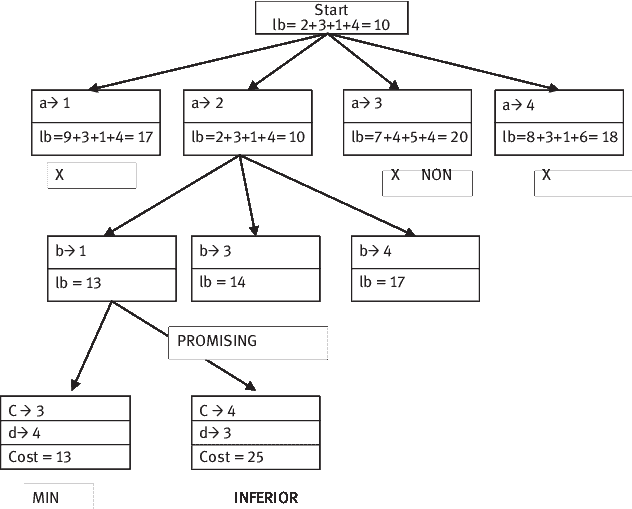 Start
lb= 2+3+1+4= 10
a→ 1
lb=9+3+1+4= 17
a→ 2
lb=2+3+1+4= 10
a→ 3
lb=7+4+5+4= 20
a→ 4
lb=8+3+1+6= 18
X
X NON
X
b→ 1
lb = 13
b→ 3
lb = 14
b→ 4
lb = 17
PROMISING
C→ 3
d→ 4
Cost = 13
C→ 4
d→ 3
Cost = 25
MIN
INFERIOR